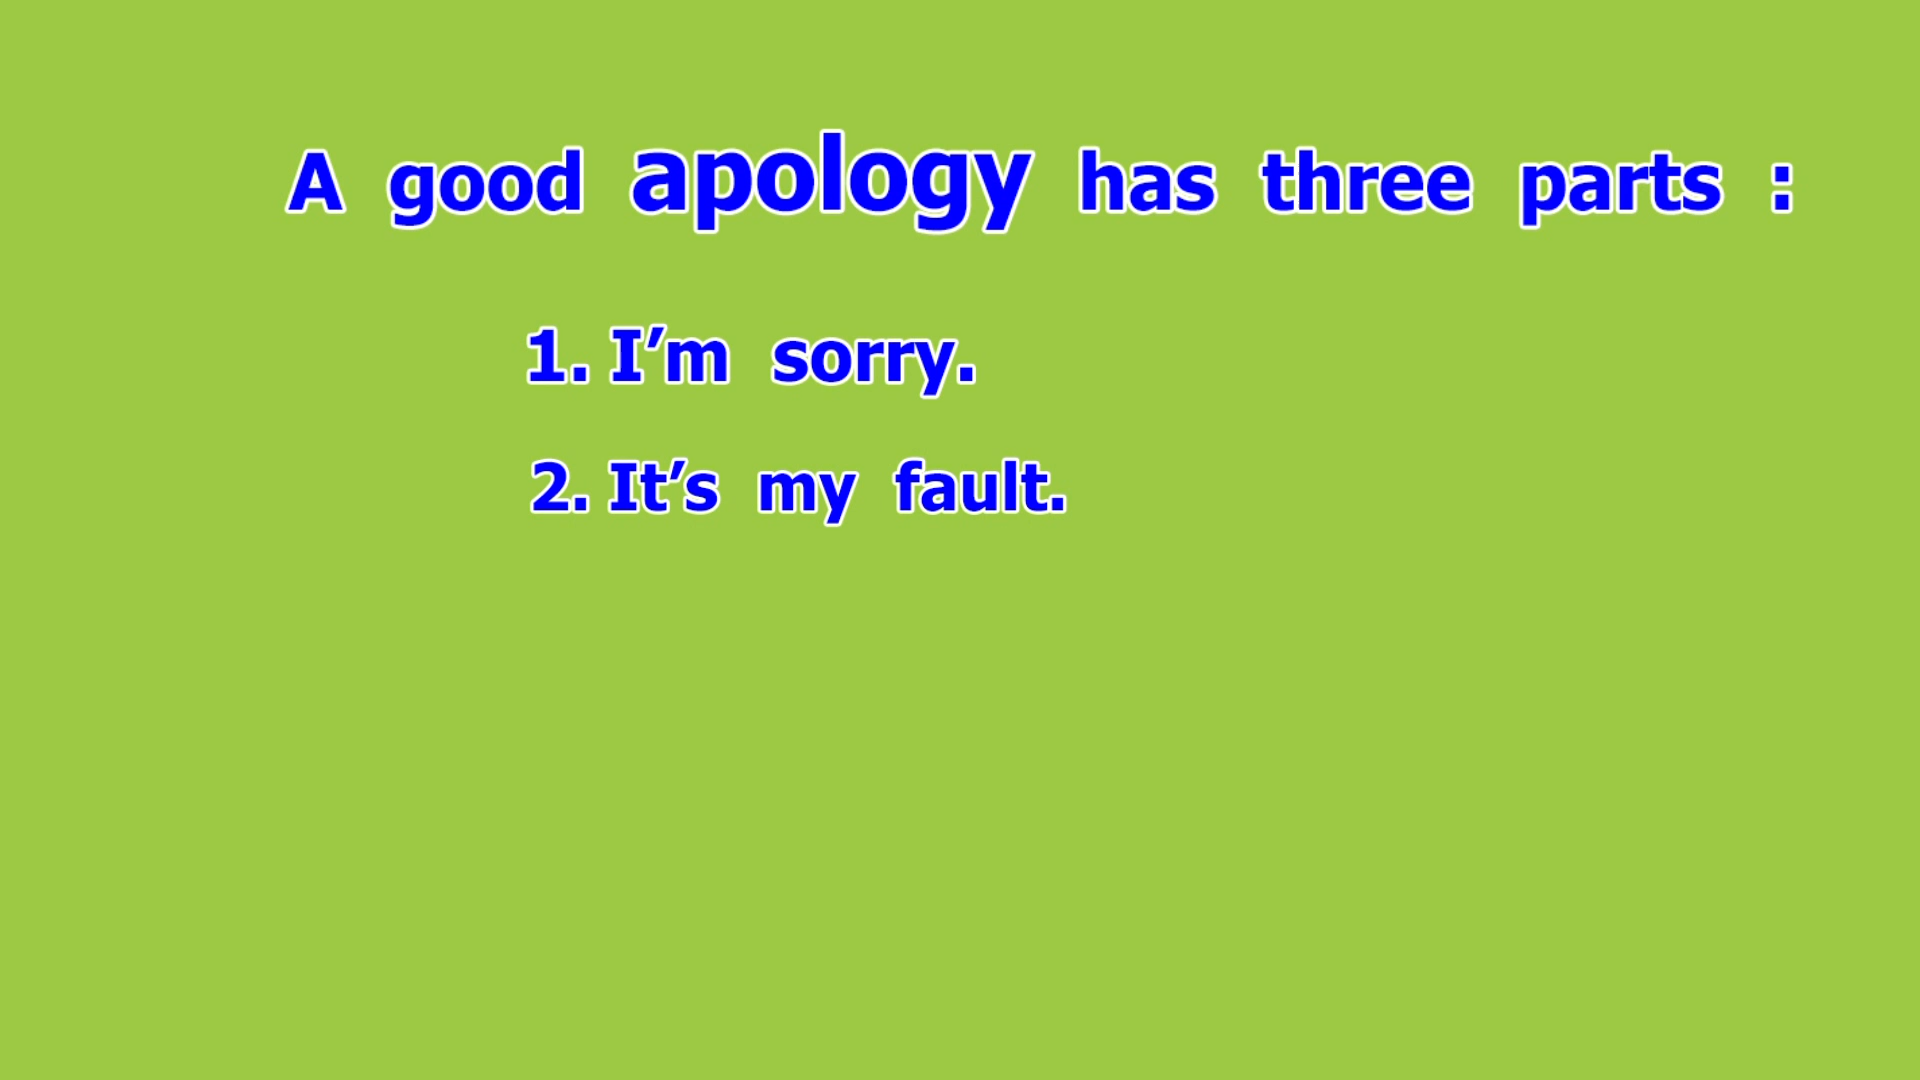 A good apology has three parts :
1. I’m sorry.
2. It’s my fault.